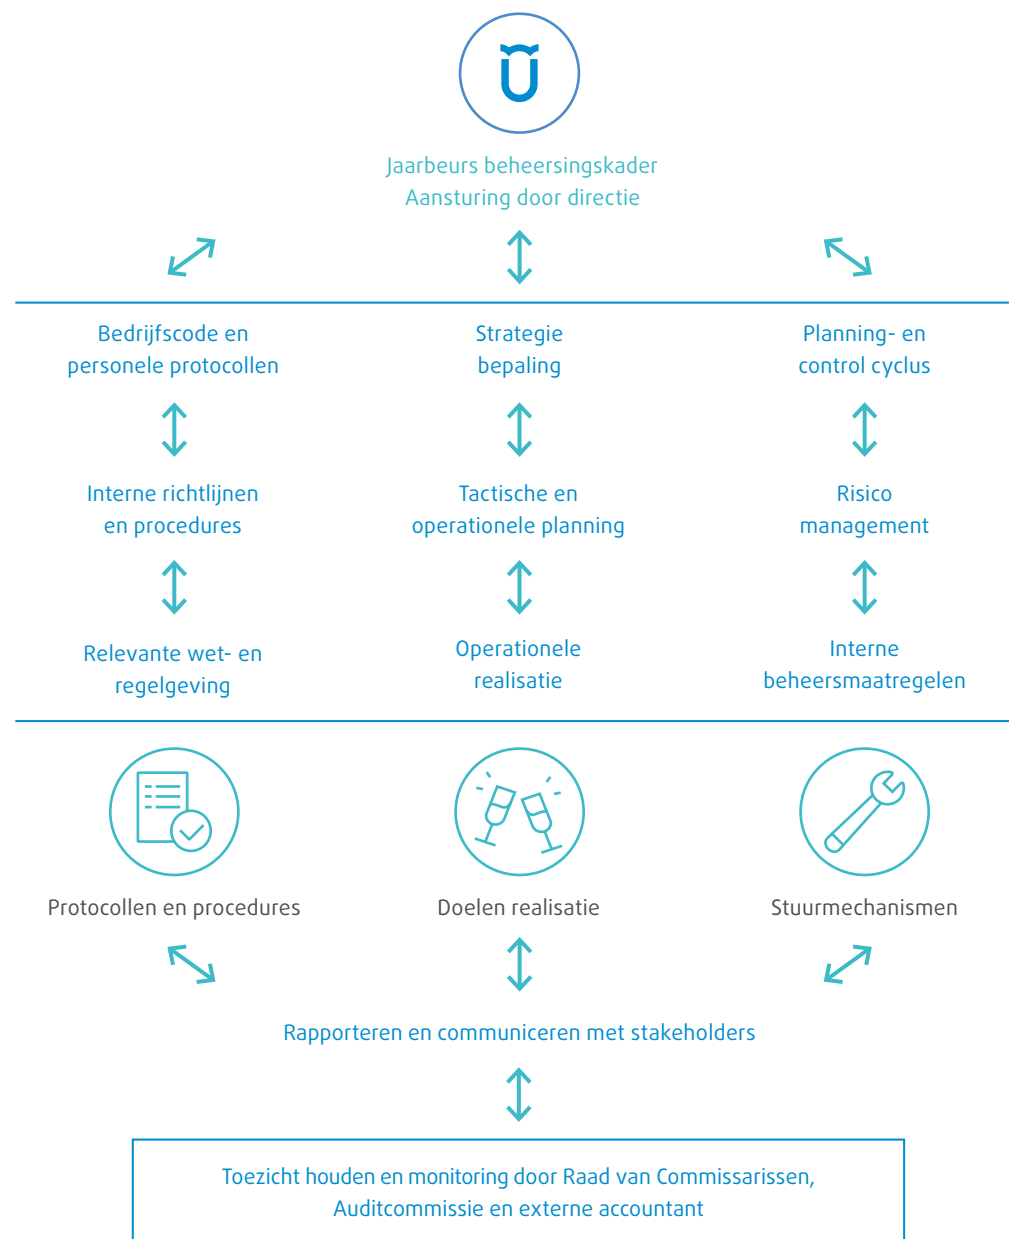 Jaarbeurs beheersingskader
Aansturing door directie
Bedrijfscode en
personele protocollen
Strategie
bepaling
Planning- en
control cyclus
Interne richtlijnen
en procedures
Tactische en
operationele planning
Risico
management
Relevante wet- en
regelgeving
Operationele
realisatie
Interne
beheersmaatregelen
Protocollen en procedures
Doelen realisatie
Stuurmechanismen
Rapporteren en communiceren met stakeholders
Toezicht houden en monitoring door Raad van Commissarissen,
Auditcommissie en externe accountant